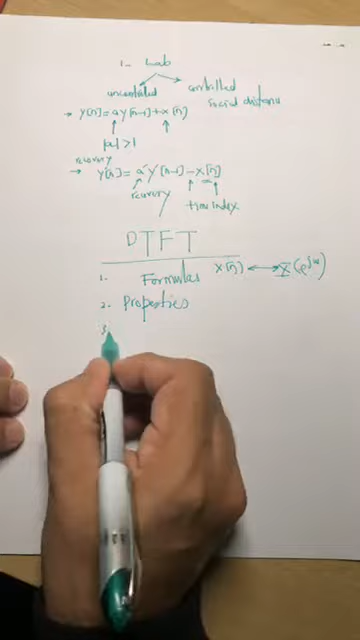 1. Lab
uncontrolled controlled
social distance
→ Y[n] = a Y[n-1] + x[n]
|a| > 1
recovery
→ Y[n] = a' Y[n-1] - x[n]
recovery
time index
DTFT
1. Formulas x[n] ⟷ X(e^jω)
2. Properties
3.